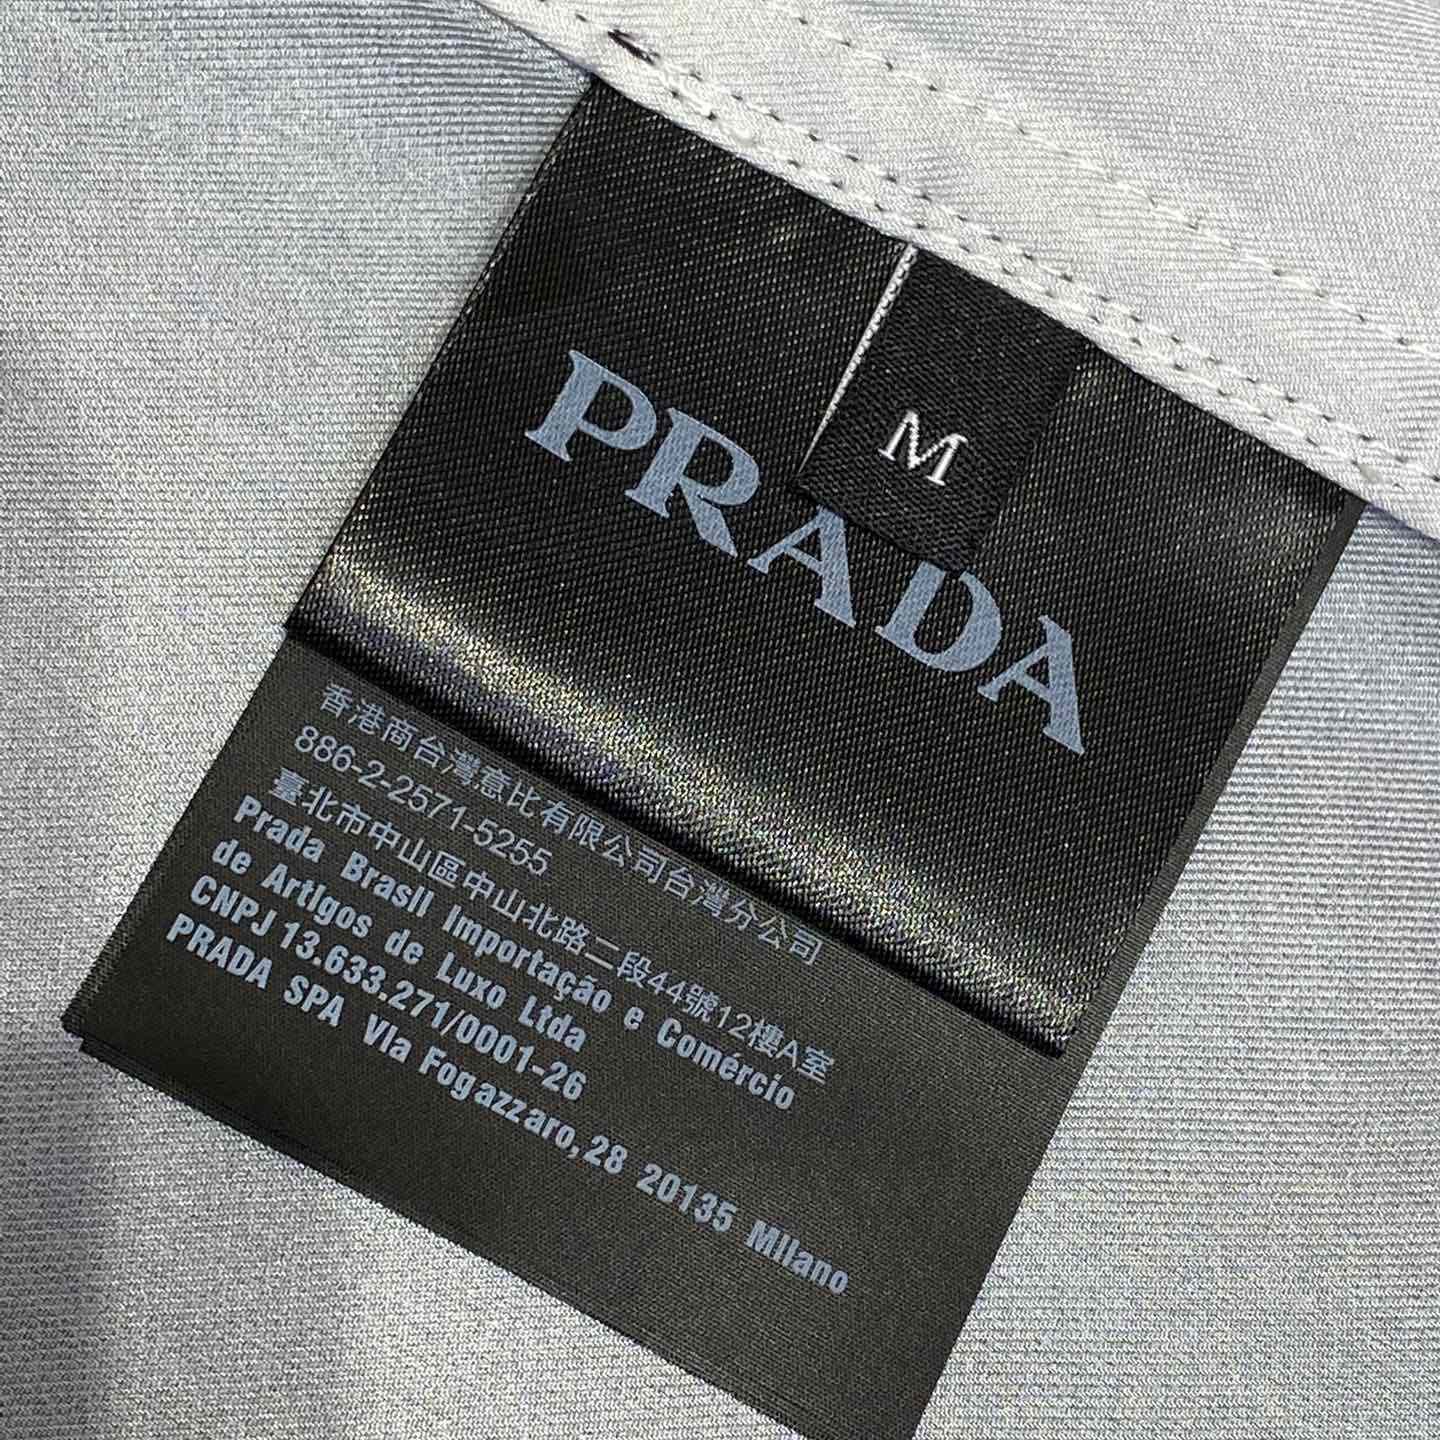 M
PRADA
香港商台灣意比有限公司台灣分公司
886-2-2571-5255
臺北市中山區中山北路二段44號12樓A室
Prada Brasil Importação e Comércio
de Artigos de Luxo Ltda
CNPJ 13.633.271/0001-26
PRADA SPA Via Fogazzaro,28 20135 Milano